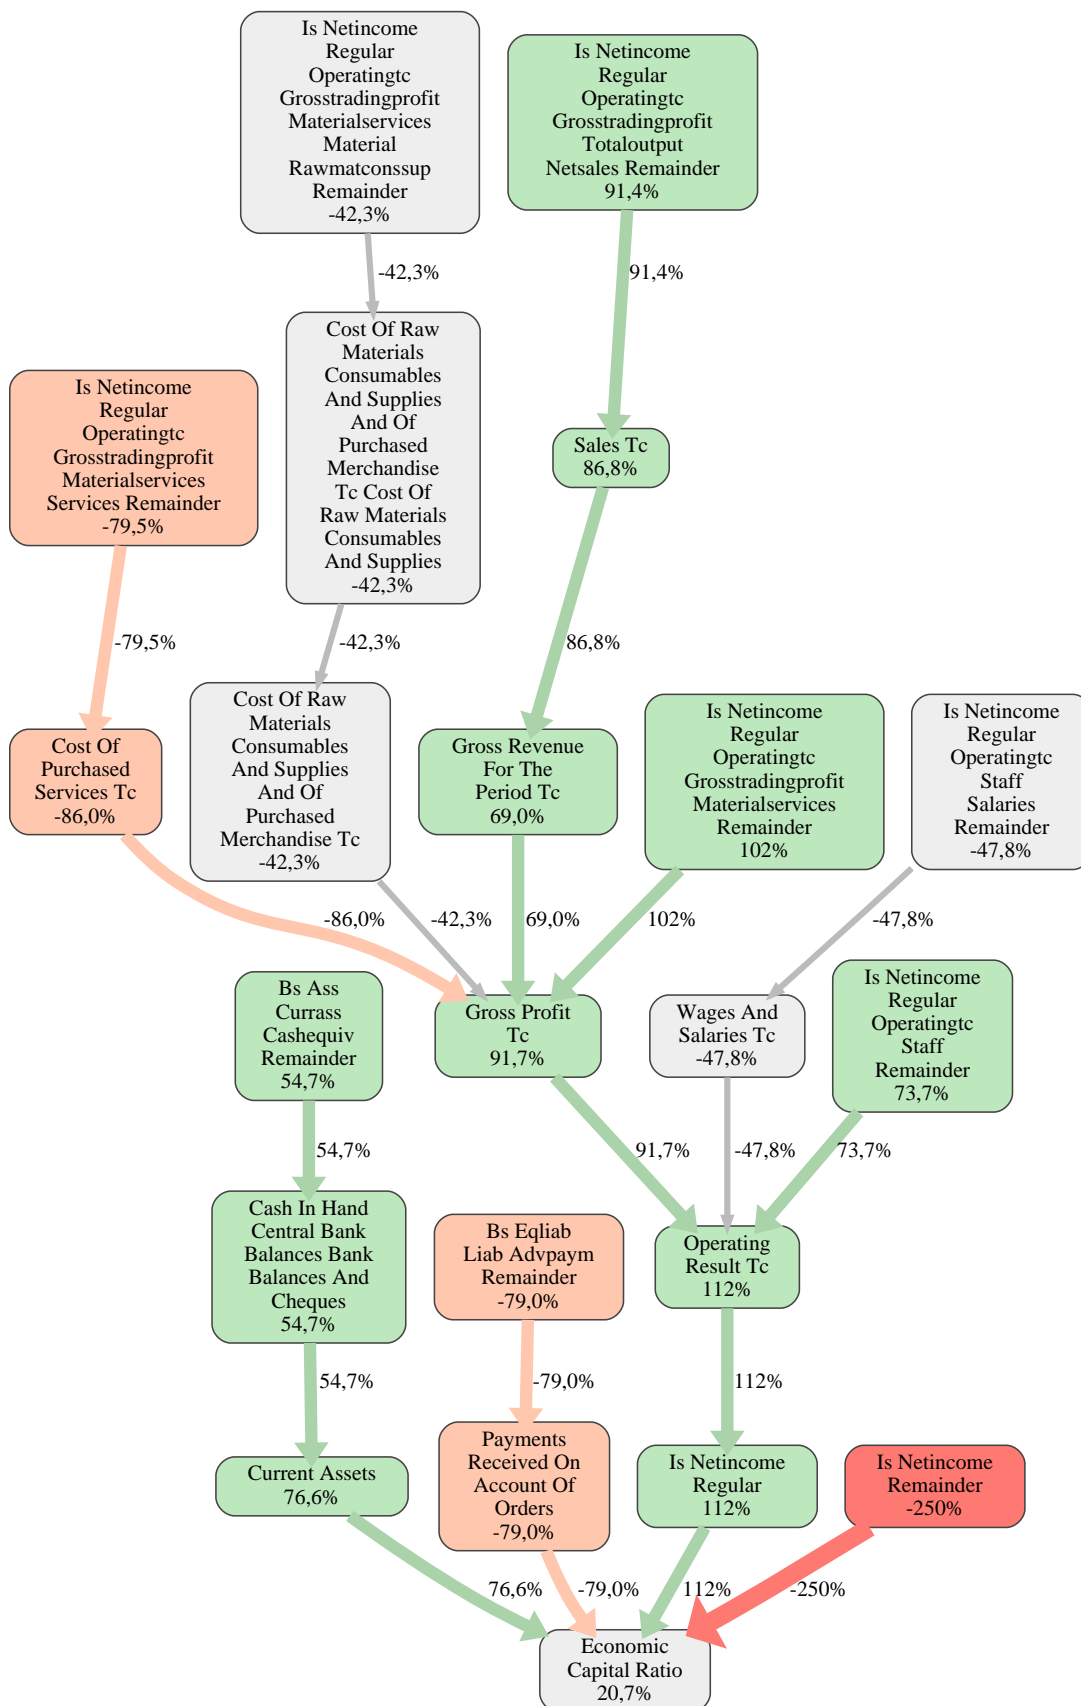 Is Netincome
Regular
Operatingtc
Grosstradingprofit
Materialservices
Material
Rawmatconssup
Remainder
-42,3%
Is Netincome
Regular
Operatingtc
Grosstradingprofit
Totaloutput
Netsales Remainder
91,4%
-42,3%
91,4%
Is Netincome
Regular
Operatingtc
Grosstradingprofit
Materialservices
Services Remainder
-79,5%
Cost Of Raw
Materials
Consumables
And Supplies
And Of
Purchased
Merchandise
Tc Cost Of
Raw Materials
Consumables
And Supplies
-42,3%
Sales Tc
86,8%
-79,5%
-42,3%
86,8%
Cost Of
Purchased
Services Tc
-86,0%
Cost Of Raw
Materials
Consumables
And Supplies
And Of
Purchased
Merchandise Tc
-42,3%
Gross Revenue
For The
Period Tc
69,0%
Is Netincome
Regular
Operatingtc
Grosstradingprofit
Materialservices
Remainder
102%
Is Netincome
Regular
Operatingtc
Staff
Salaries
Remainder
-47,8%
-86,0%
-42,3%
69,0%
102%
-47,8%
Bs Ass
Currass
Cashequiv
Remainder
54,7%
Gross Profit
Tc
91,7%
Wages And
Salaries Tc
-47,8%
Is Netincome
Regular
Operatingtc
Staff
Remainder
73,7%
54,7%
91,7%
-47,8%
73,7%
Cash In Hand
Central Bank
Balances Bank
Balances And
Cheques
54,7%
Bs Eqliab
Liab Advpaym
Remainder
-79,0%
Operating
Result Tc
112%
54,7%
-79,0%
112%
Current Assets
76,6%
Payments
Received On
Account Of
Orders
-79,0%
Is Netincome
Regular
112%
Is Netincome
Remainder
-250%
76,6%
-79,0%
112%
-250%
Economic
Capital Ratio
20,7%